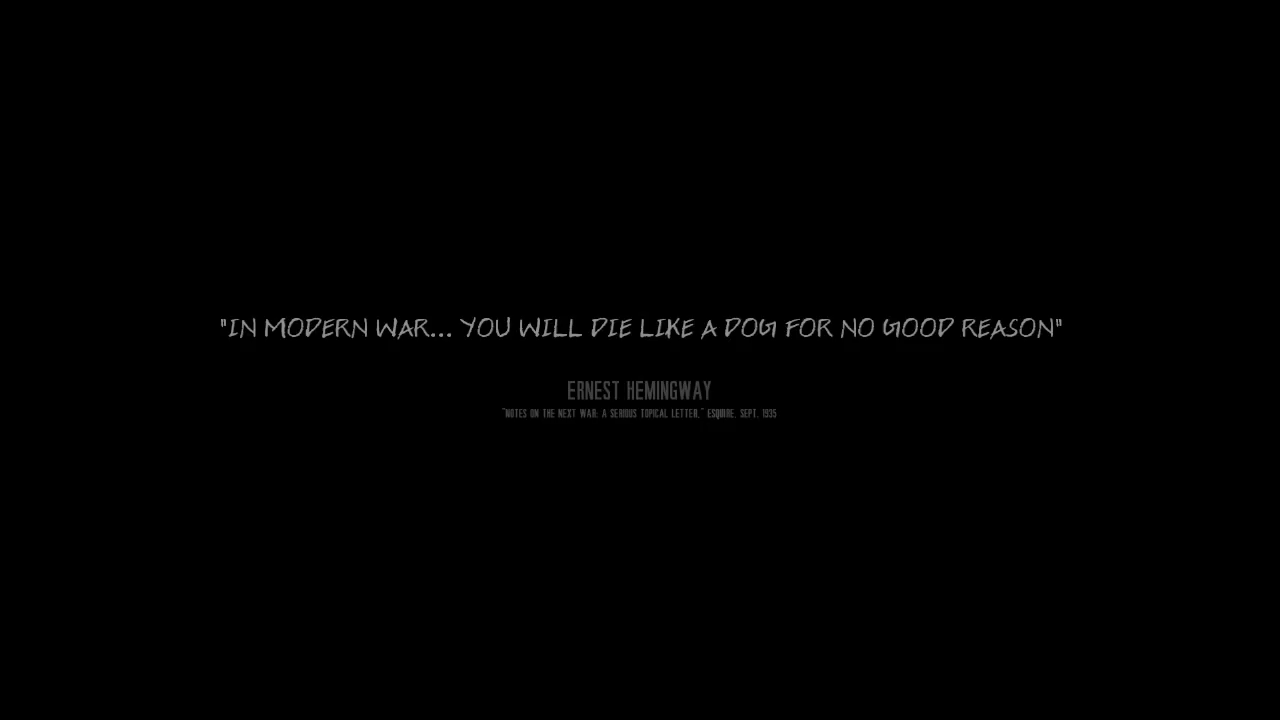 "IN MODERN WAR... YOU WILL DIE LIKE A DOG FOR NO GOOD REASON"
ERNEST HEMINGWAY
"NOTES ON THE NEXT WAR: A SERIOUS TOPICAL LETTER," ESQUIRE, SEPT. 1935